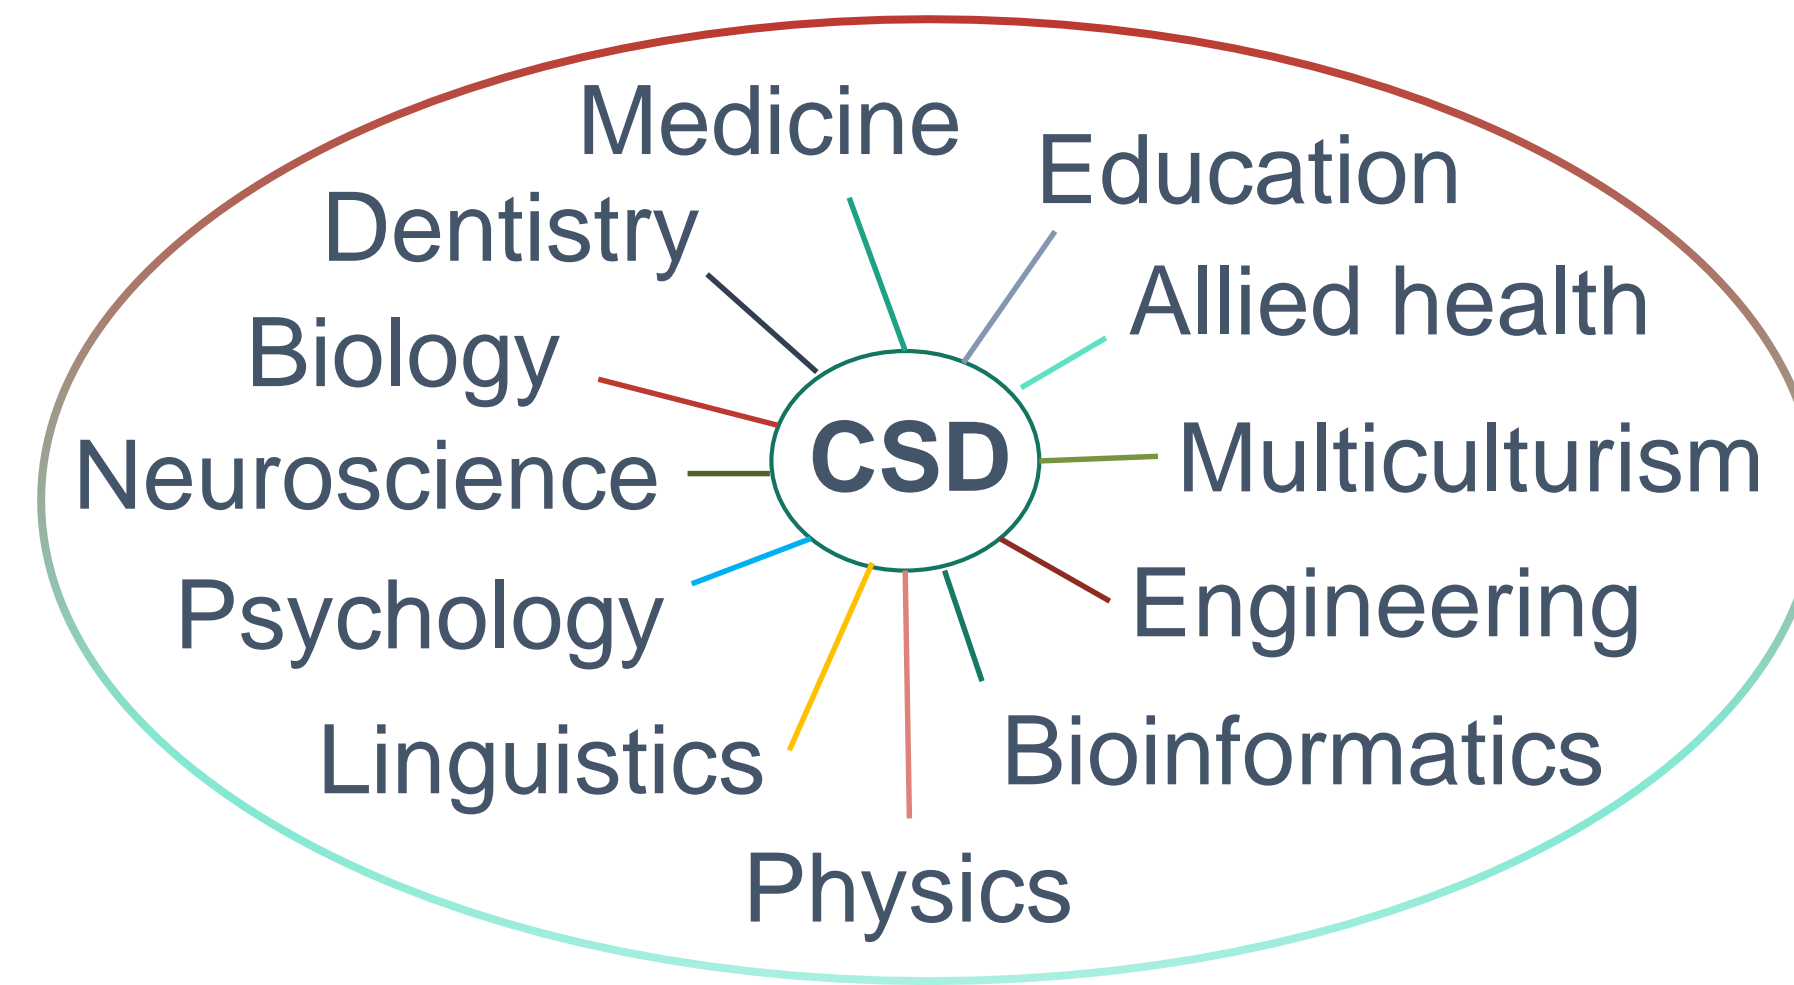 Medicine
Education
Dentistry
Allied health
Biology
CSD
Multiculturism
Neuroscience
Psychology
Engineering
Linguistics
Bioinformatics
Physics